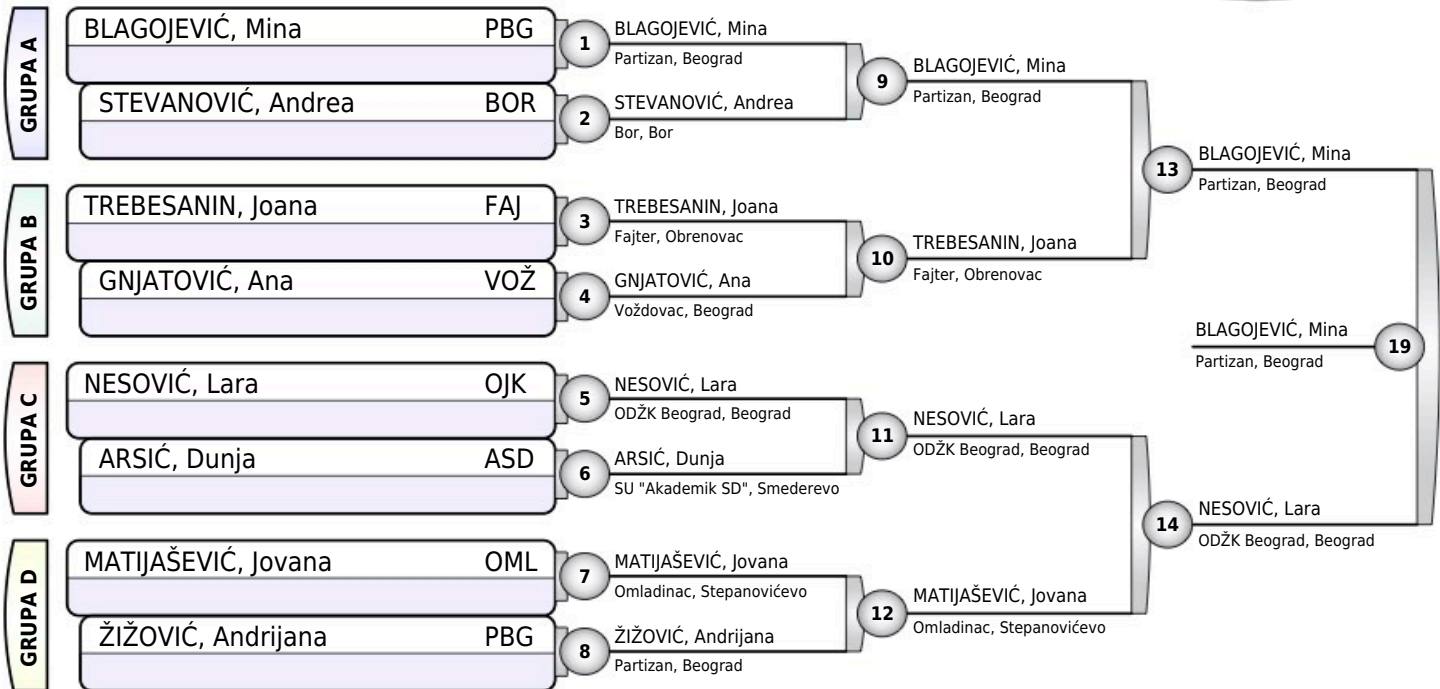 GRUPA A
BLAGOJEVIĆ, Mina PBG
STEVANOVIĆ, Andrea BOR
GRUPA B
TREBESANIN, Joana FAJ
GNJATOVIĆ, Ana VOŽ
GRUPA C
NESOVIĆ, Lara OJK
ARSIĆ, Dunja ASD
GRUPA D
MATIJAŠEVIĆ, Jovana OML
ŽIŽOVIĆ, Andrijana PBG
1
BLAGOJEVIĆ, Mina
Partizan, Beograd
2
STEVANOVIĆ, Andrea
Bor, Bor
3
TREBESANIN, Joana
Fajter, Obrenovac
4
GNJATOVIĆ, Ana
Voždovac, Beograd
5
NESOVIĆ, Lara
ODŽK Beograd, Beograd
6
ARSIĆ, Dunja
SU "Akademik SD", Smederevo
7
MATIJAŠEVIĆ, Jovana
Omladinac, Stepanovićevo
8
ŽIŽOVIĆ, Andrijana
Partizan, Beograd
9
BLAGOJEVIĆ, Mina
Partizan, Beograd
10
TREBESANIN, Joana
Fajter, Obrenovac
11
NESOVIĆ, Lara
ODŽK Beograd, Beograd
12
MATIJAŠEVIĆ, Jovana
Omladinac, Stepanovićevo
13
BLAGOJEVIĆ, Mina
Partizan, Beograd
14
NESOVIĆ, Lara
ODŽK Beograd, Beograd
BLAGOJEVIĆ, Mina
Partizan, Beograd
19